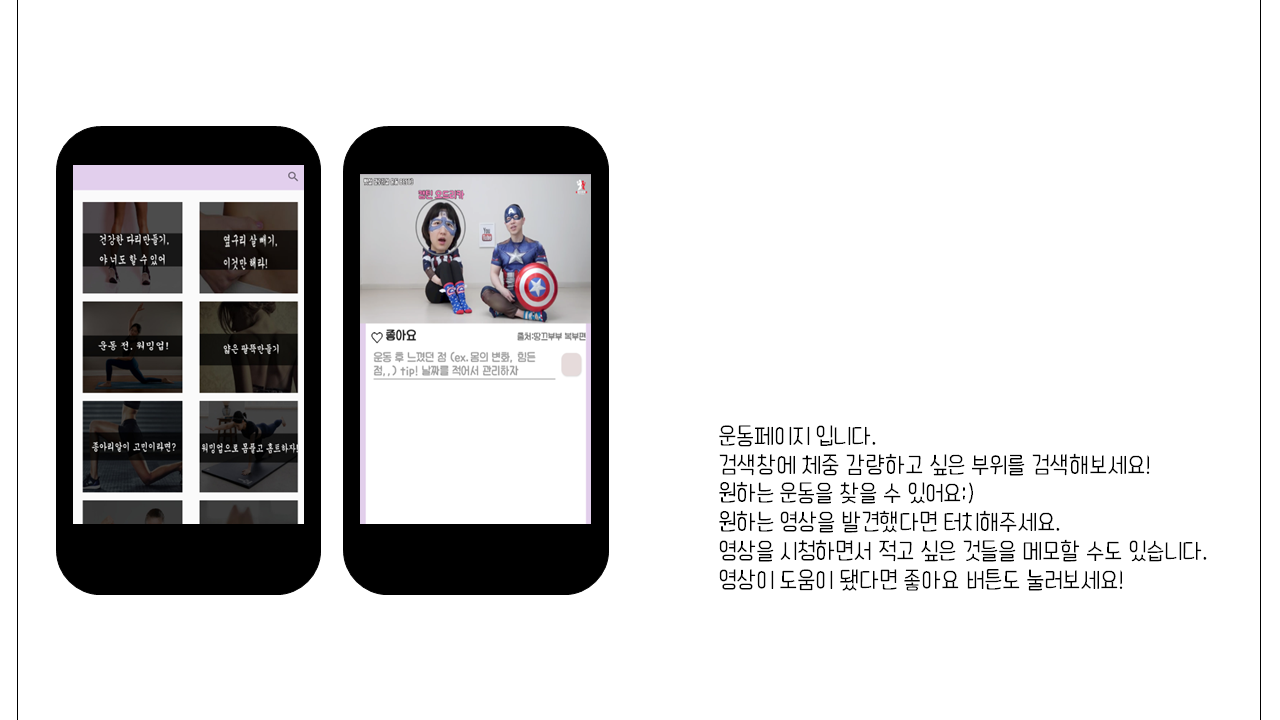 건강한 다리만들기,
야 너도 할 수 있어
옆구리 살 빼기,
이것만 해라!
운동 전. 워밍업!
얇은 팔뚝만들기
종아리알이 고민이라면?
워밍업으로 몸풀고 홈트하자!
You
Tube
좋아요
출처:땅끄부부 복부편
운동 후 느꼈던 점 (ex.몸의 변화, 힘든
점,,) tip! 날짜를 적어서 관리하자
운동페이지 입니다.
검색창에 체중 감량하고 싶은 부위를 검색해보세요!
원하는 운동을 찾을 수 있어요:)
원하는 영상을 발견했다면 터치해주세요.
영상을 시청하면서 적고 싶은 것들을 메모할 수도 있습니다.
영상이 도움이 됐다면 좋아요 버튼도 눌러보세요!